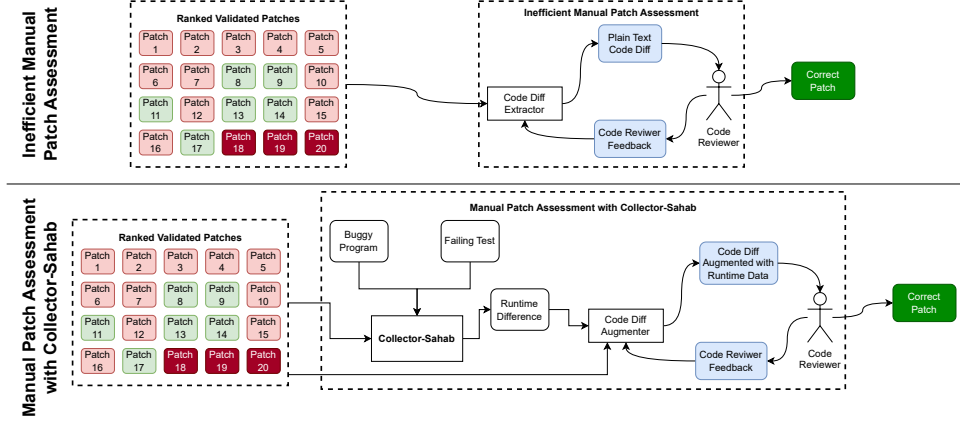 Inefficient Manual
Patch Assessment
Ranked Validated Patches
Patch 1
Patch 2
Patch 3
Patch 4
Patch 5
Patch 6
Patch 7
Patch 8
Patch 9
Patch 10
Patch 11
Patch 12
Patch 13
Patch 14
Patch 15
Patch 16
Patch 17
Patch 18
Patch 19
Patch 20
Inefficient Manual Patch Assessment
Plain Text
Code Diff
Code Diff
Extractor
Code Reviwer
Feedback
Code
Reviewer
Correct
Patch
Manual Patch Assessment
with Collector-Sahab
Ranked Validated Patches
Patch 1
Patch 2
Patch 3
Patch 4
Patch 5
Patch 6
Patch 7
Patch 8
Patch 9
Patch 10
Patch 11
Patch 12
Patch 13
Patch 14
Patch 15
Patch 16
Patch 17
Patch 18
Patch 19
Patch 20
Manual Patch Assessment with Collector-Sahab
Buggy
Program
Failing Test
Collector-Sahab
Runtime
Difference
Code Diff
Augmenter
Code Diff
Augmented with
Runtime Data
Code Reviwer
Feedback
Code
Reviewer
Correct
Patch